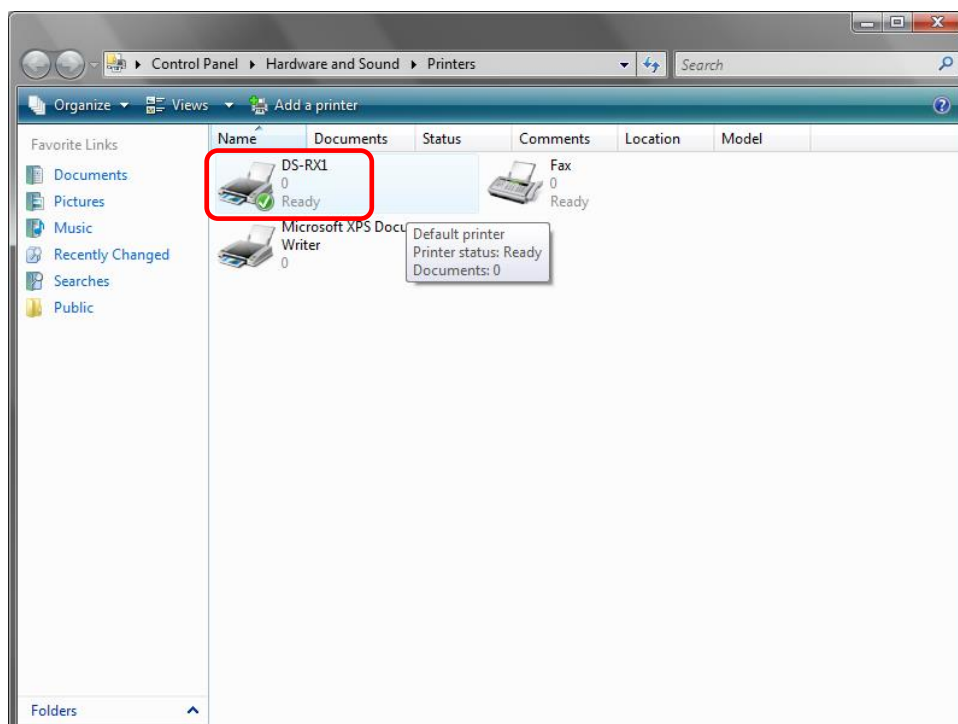 Control Panel Hardware and Sound Printers Search
Organize Views Add a printer
Favorite Links
Documents
Pictures
Music
Recently Changed
Searches
Public
Folders
Name Documents Status Comments Location Model
DS-RX1
0
Ready
Fax
0
Ready
Microsoft XPS Docu
Writer
0
Default printer
Printer status: Ready
Documents: 0